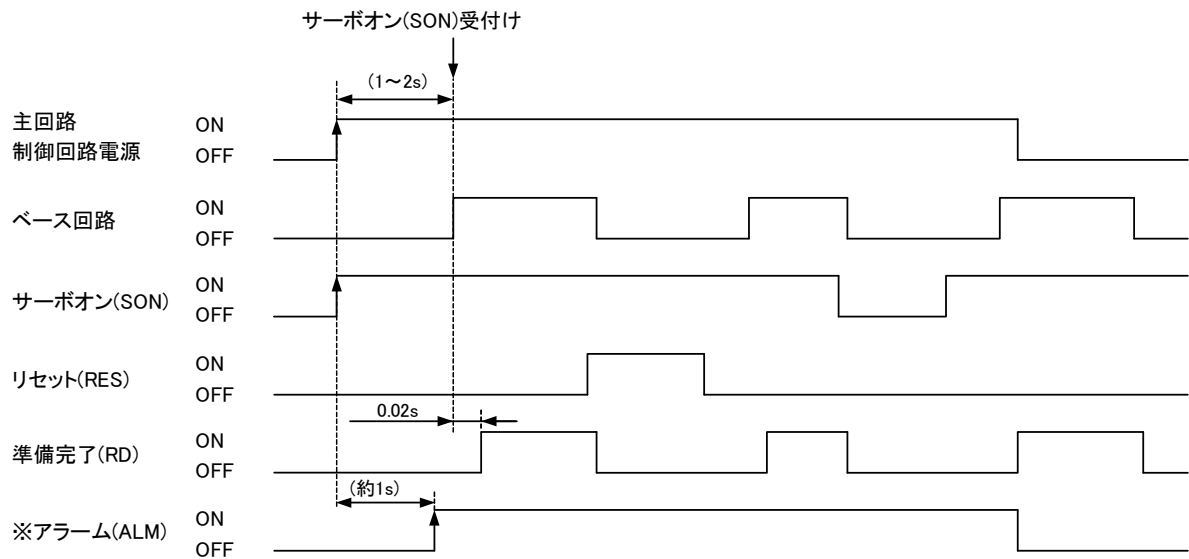 サーボオン(SON)受付け
(1～2s)
主回路 ON
制御回路電源 OFF
ベース回路 ON
OFF
サーボオン(SON) ON
OFF
リセット(RES) ON
OFF
0.02s
準備完了(RD) ON
OFF
(約1s)
※アラーム(ALM) ON
OFF